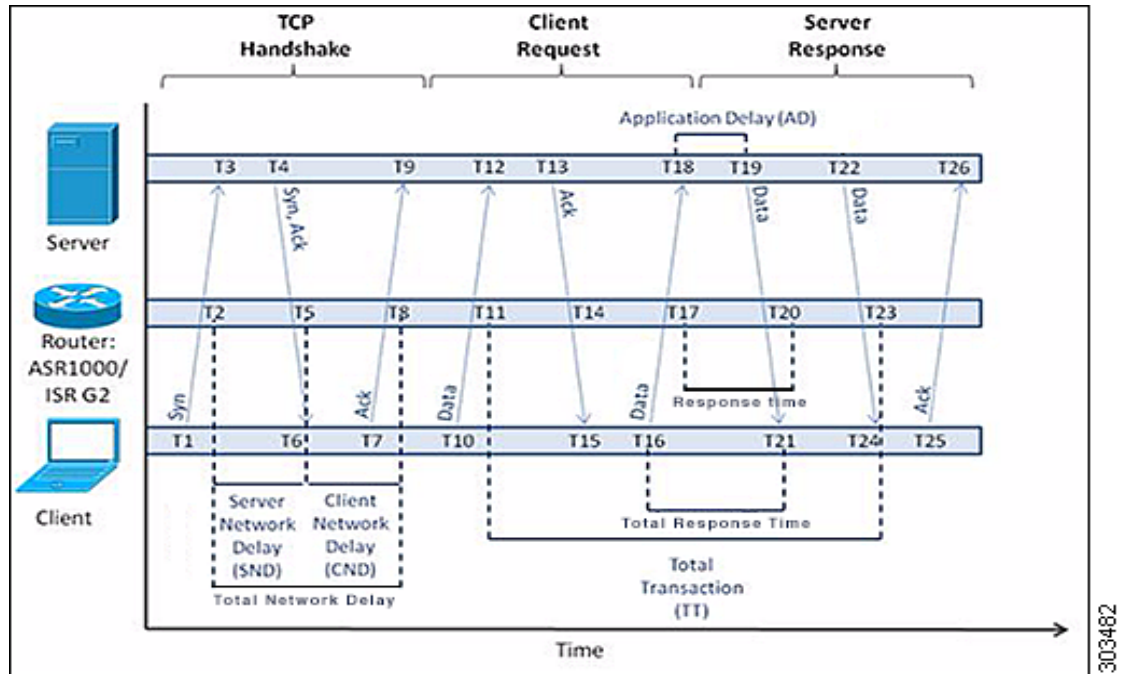 TCP
Handshake
Client
Request
Server
Response
Application Delay (AD)
T3 T4 T9 T12 T13 T18 T19 T22 T26
Syn, Ack
Ack
Data
Data
Server
T2 T5 T8 T11 T14 T17 T20 T23
Router:
ASR1000/
ISR G2
Syn
Ack
Data
Data
Response time
Ack
T1 T6 T7 T10 T15 T16 T21 T24 T25
Client
Server
Network
Delay
(SND)
Client
Network
Delay
(CND)
Total Network Delay
Total Response Time
Total
Transaction
(TT)
Time
303482